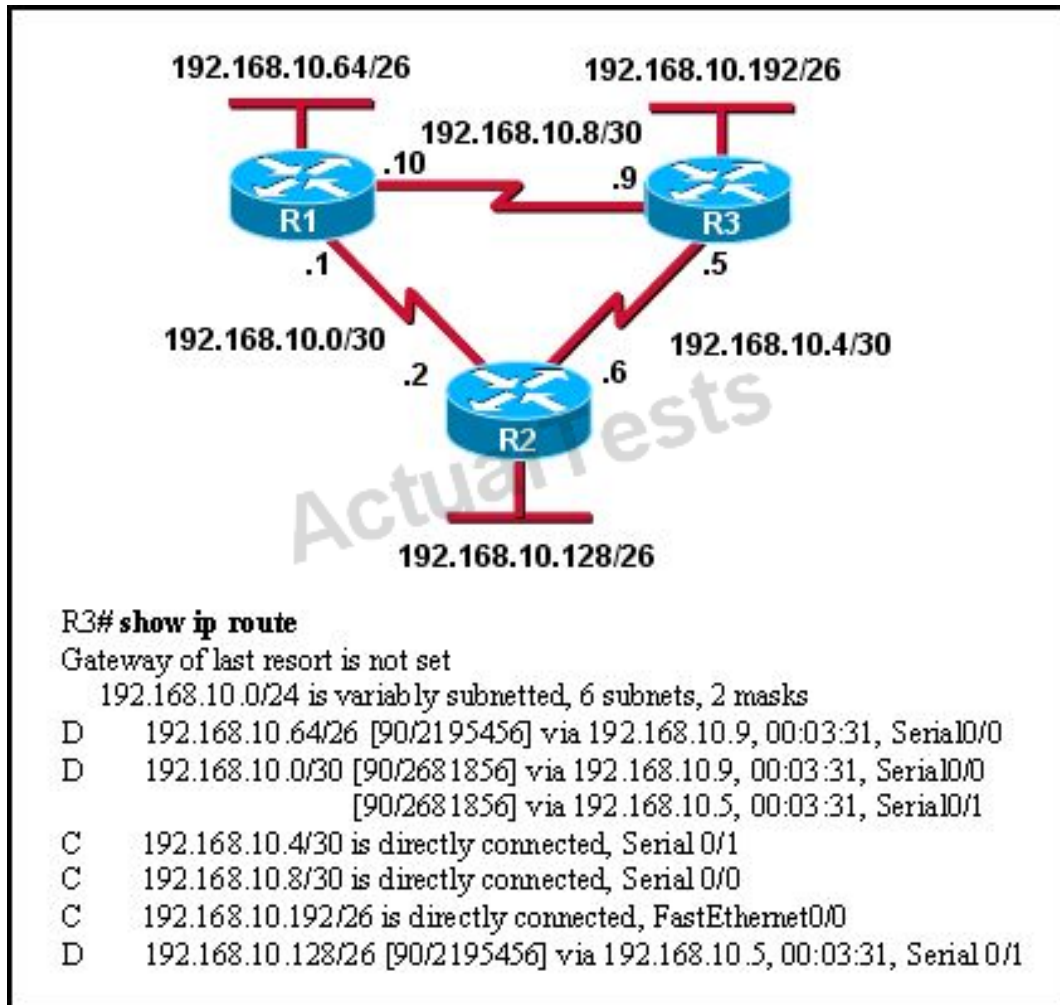 192.168.10.64/26
192.168.10.192/26
192.168.10.8/30
.10
.9
R1
R3
.1
.5
192.168.10.0/30
192.168.10.4/30
.2
.6
R2
ActualTests
192.168.10.128/26
R3# show ip route
Gateway of last resort is not set
192.168.10.0/24 is variably subnetted, 6 subnets, 2 masks
D 192.168.10.64/26 [90/2195456] via 192.168.10.9, 00:03:31, Serial0/0
D 192.168.10.0/30 [90/2681856] via 192.168.10.9, 00:03:31, Serial0/0
[90/2681856] via 192.168.10.5, 00:03:31, Serial0/1
C 192.168.10.4/30 is directly connected, Serial 0/1
C 192.168.10.8/30 is directly connected, Serial 0/0
C 192.168.10.192/26 is directly connected, FastEthernet0/0
D 192.168.10.128/26 [90/2195456] via 192.168.10.5, 00:03:31, Serial 0/1